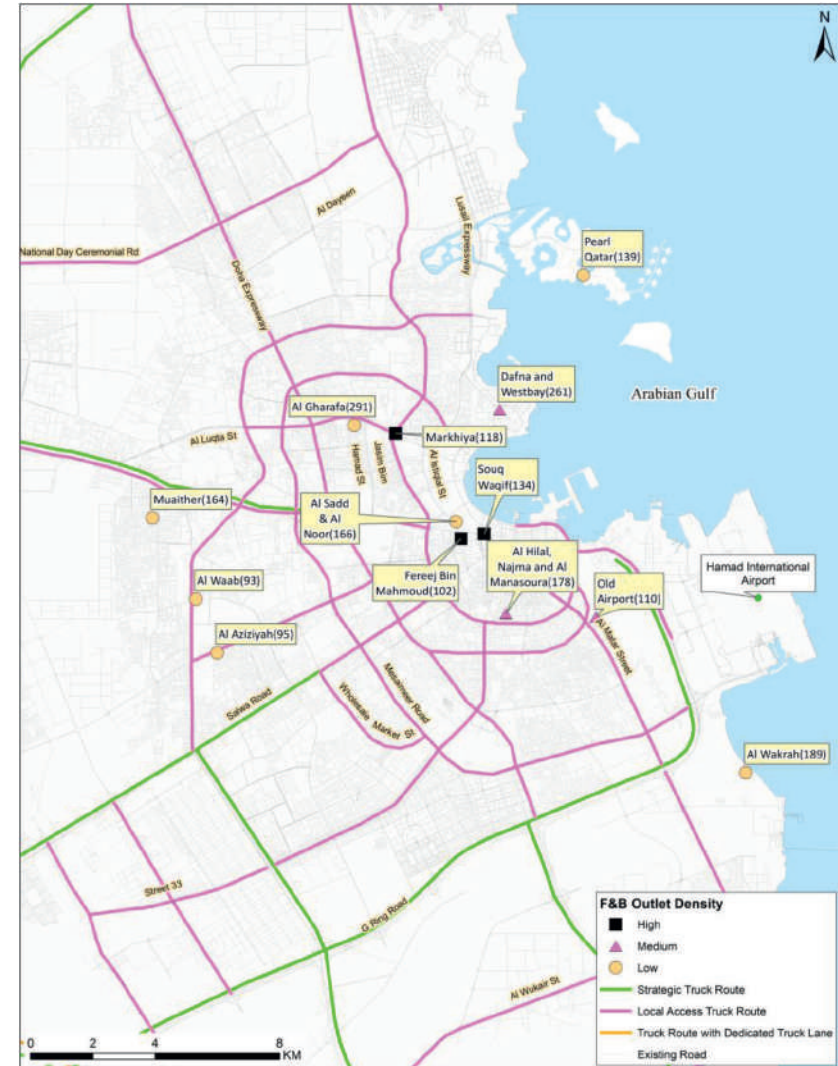 N
Al Daysen
Lusail Expressway
National Day Ceremonial Rd
Pearl
Qatar(139)
Doha Expressway
Dafna and
Westbay(261)
Arabian Gulf
Al Gharafa(291)
Markhiya(118)
Al Luqta St
Hamad St
Jasim Bim
Al Istiqlal St
Souq
Waqif(134)
Muaither(164)
Al Sadd
& Al
Noor(166)
Al Hilal,
Najma and Al
Manasoura(178)
Fereej Bin
Mahmoud(102)
Hamad International
Airport
Al Waab(93)
Old
Airport(110)
Al Matar Street
Al Aziziyah(95)
Salwa Road
Mesaimeer Road
Wholesale Marker St
Al Wakrah(189)
Street 33
G Ring Road
Al Wukair St
F&B Outlet Density
High
Medium
Low
Strategic Truck Route
Local Access Truck Route
Truck Route with Dedicated Truck Lane
Existing Road
0 2 4 8
KM